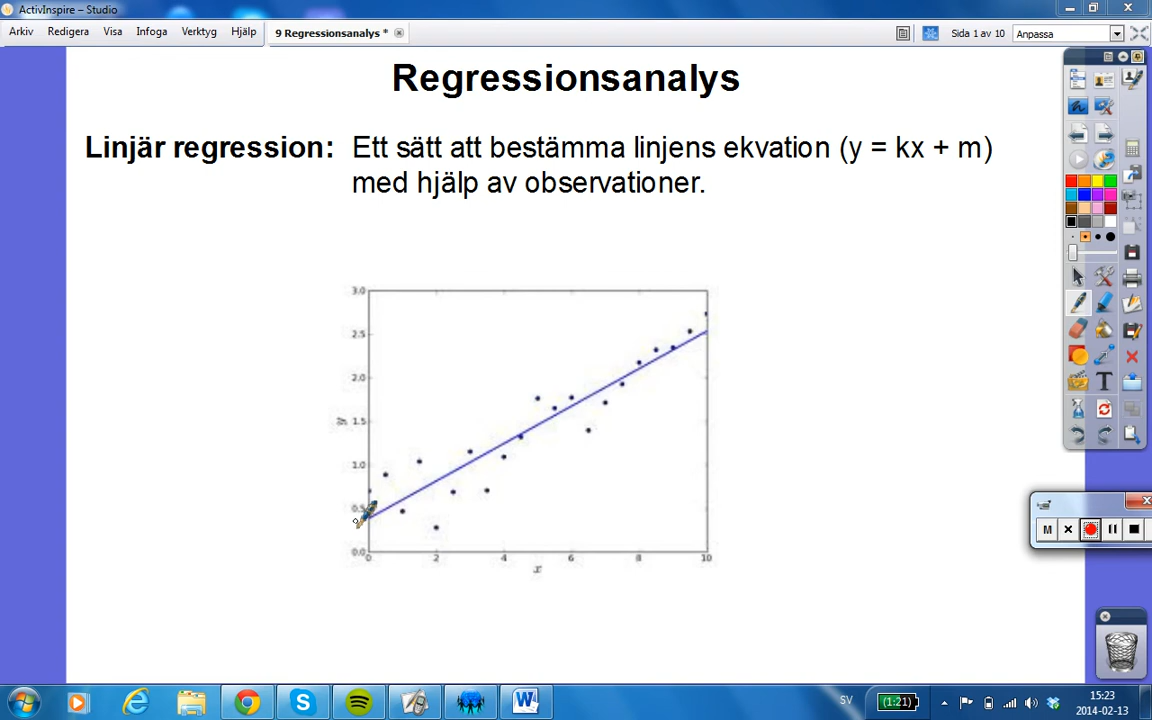 ActivInspire – Studio
Arkiv Redigera Visa Infoga Verktyg Hjälp
9 Regressionsanalys *
Sida 1 av 10
Anpassa
Regressionsanalys
Linjär regression: Ett sätt att bestämma linjens ekvation (y = kx + m)
med hjälp av observationer.
3.0
2.5
2.0
1.5
y
1.0
0.5
0.0
0 2 4 6 8 10
x
T
M
SV
(1:21)
15:23
2014-02-13